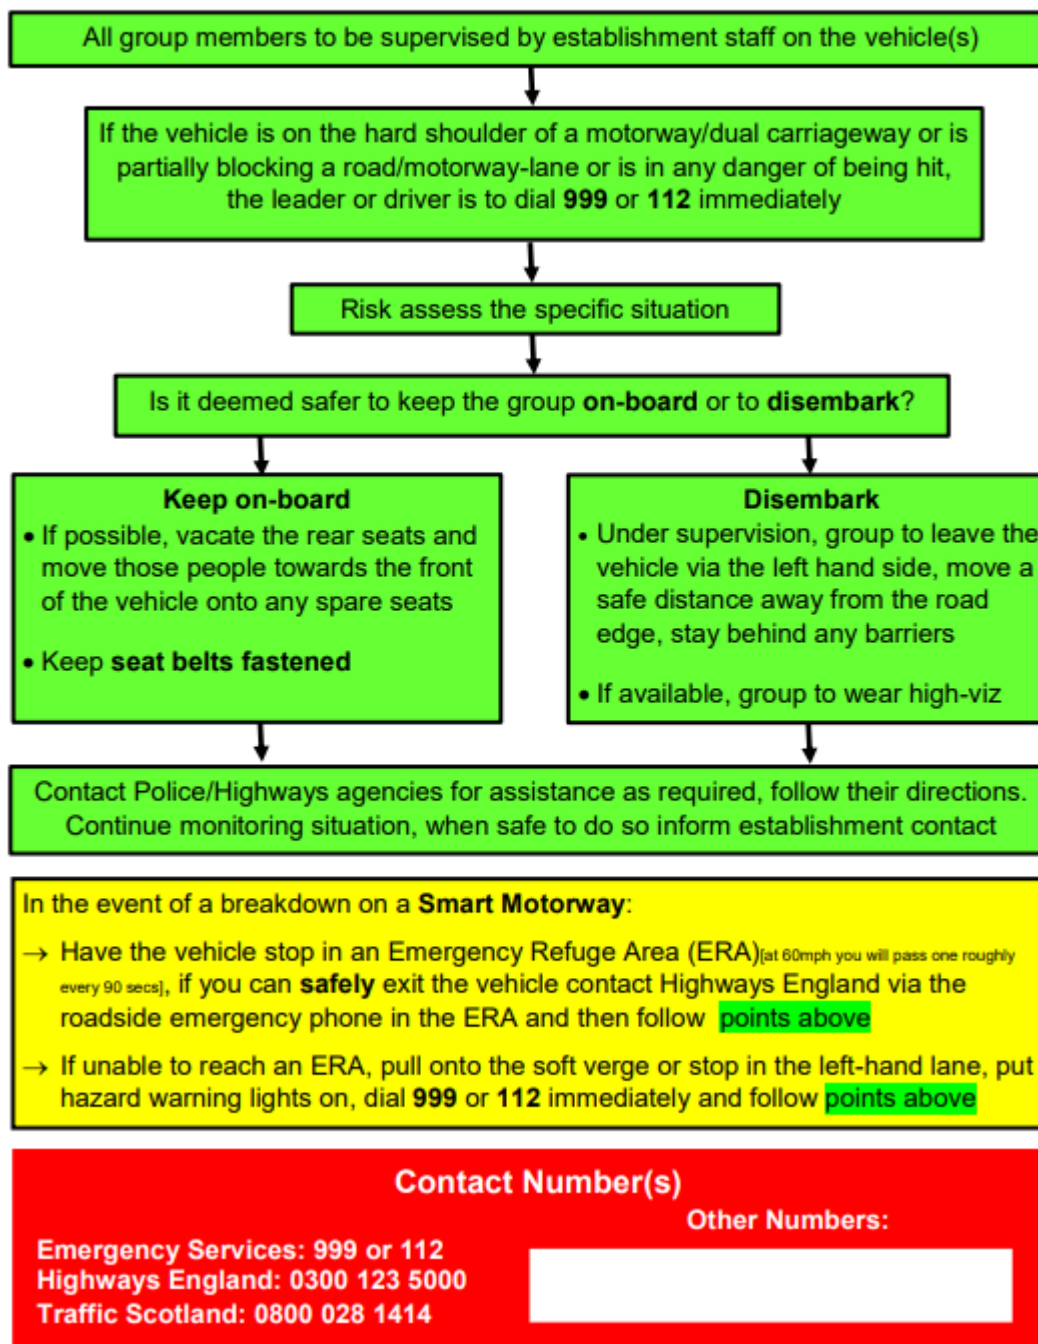 All group members to be supervised by establishment staff on the vehicle(s)
If the vehicle is on the hard shoulder of a motorway/dual carriageway or is
partially blocking a road/motorway-lane or is in any danger of being hit,
the leader or driver is to dial 999 or 112 immediately
Risk assess the specific situation
Is it deemed safer to keep the group on-board or to disembark?
Keep on-board
• If possible, vacate the rear seats and
move those people towards the front
of the vehicle onto any spare seats
• Keep seat belts fastened
Disembark
• Under supervision, group to leave the
vehicle via the left hand side, move a
safe distance away from the road
edge, stay behind any barriers
• If available, group to wear high-viz
Contact Police/Highways agencies for assistance as required, follow their directions.
Continue monitoring situation, when safe to do so inform establishment contact
In the event of a breakdown on a Smart Motorway:
→ Have the vehicle stop in an Emergency Refuge Area (ERA)[at 60mph you will pass one roughly
every 90 secs], if you can safely exit the vehicle contact Highways England via the
roadside emergency phone in the ERA and then follow points above
→ If unable to reach an ERA, pull onto the soft verge or stop in the left-hand lane, put
hazard warning lights on, dial 999 or 112 immediately and follow points above
Contact Number(s)
Other Numbers:
Emergency Services: 999 or 112
Highways England: 0300 123 5000
Traffic Scotland: 0800 028 1414